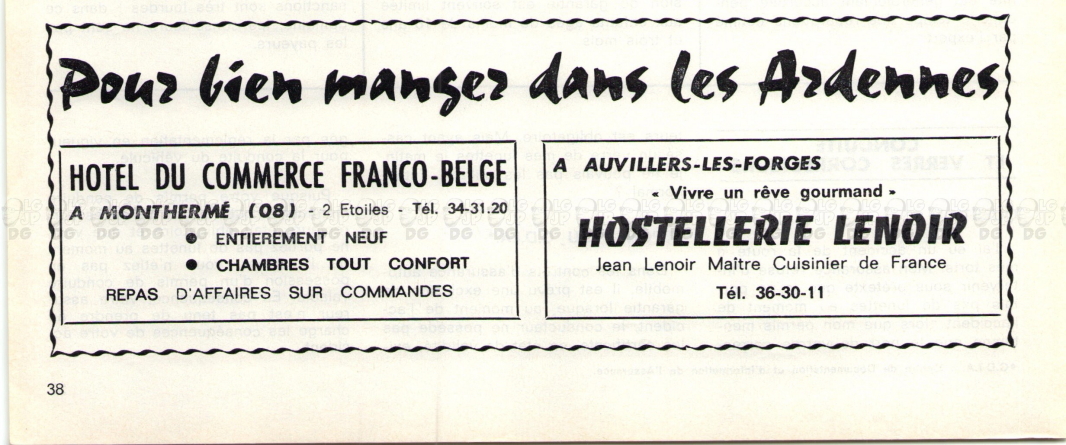 Pour bien manger dans les Ardennes
HOTEL DU COMMERCE FRANCO-BELGE
A MONTHERMÉ (08) - 2 Etoiles - Tél. 34.31.20
● ENTIEREMENT NEUF
● CHAMBRES TOUT CONFORT
REPAS SOIGNES SUR COMMANDES
AUVILLERS-LES-FORGES
« Vivre un rêve gourmand »
HOSTELLERIE LENOIR
Jean Lenoir Maître Cuisinier de France
Tél. 36-30-11
38